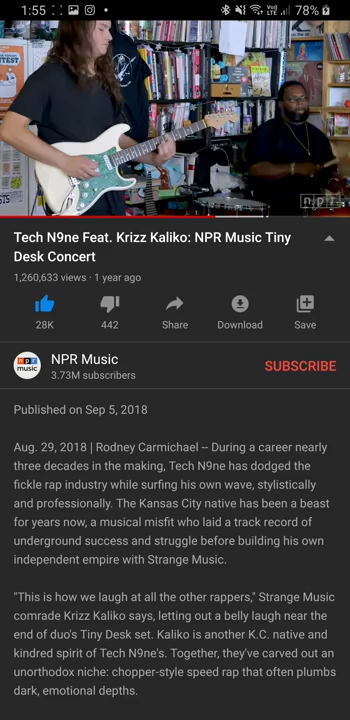 1:55
Vo)
LTE
78%
npr
Tech N9ne Feat. Krizz Kaliko: NPR Music Tiny
Desk Concert
1,260,633 views · 1 year ago
28K
442
Share
Download
Save
npr
music
NPR Music
3.73M subscribers
SUBSCRIBE
Published on Sep 5, 2018
Aug. 29, 2018 | Rodney Carmichael -- During a career nearly
three decades in the making, Tech N9ne has dodged the
fickle rap industry while surfing his own wave, stylistically
and professionally. The Kansas City native has been a beast
for years now, a musical misfit who laid a track record of
underground success and struggle before building his own
independent empire with Strange Music.
"This is how we laugh at all the other rappers," Strange Music
comrade Krizz Kaliko says, letting out a belly laugh near the
end of duo's Tiny Desk set. Kaliko is another K.C. native and
kindred spirit of Tech N9ne's. Together, they've carved out an
unorthodox niche: chopper-style speed rap that often plumbs
dark, emotional depths.